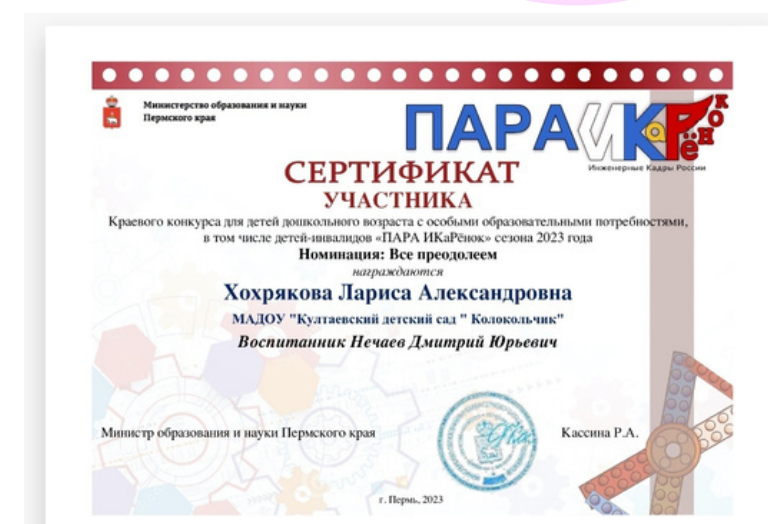 Министерство образования и науки
Пермского края
ПАРА ИКаРёнок
Инженерные Кадры России
СЕРТИФИКАТ
УЧАСТНИКА
Краевого конкурса для детей дошкольного возраста с особыми образовательными потребностями,
в том числе детей-инвалидов «ПАРА ИКаРёнок» сезона 2023 года
Номинация: Все преодолеем
награждаются
Хохрякова Лариса Александровна
МАДОУ "Култаевский детский сад " Колокольчик"
Воспитанник Нечаев Дмитрий Юрьевич
Министр образования и науки Пермского края
Кассина Р.А.
г. Пермь, 2023